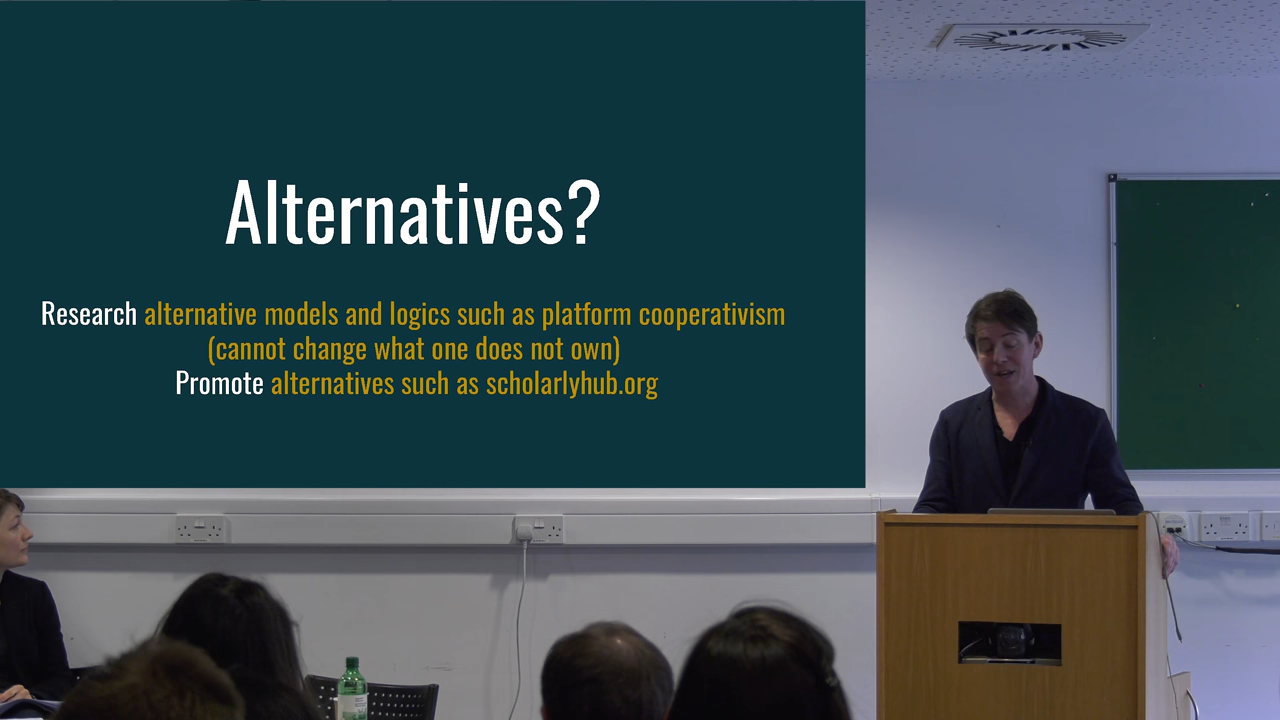 Alternatives?
Research alternative models and logics such as platform cooperativism
(cannot change what one does not own)
Promote alternatives such as scholarlyhub.org